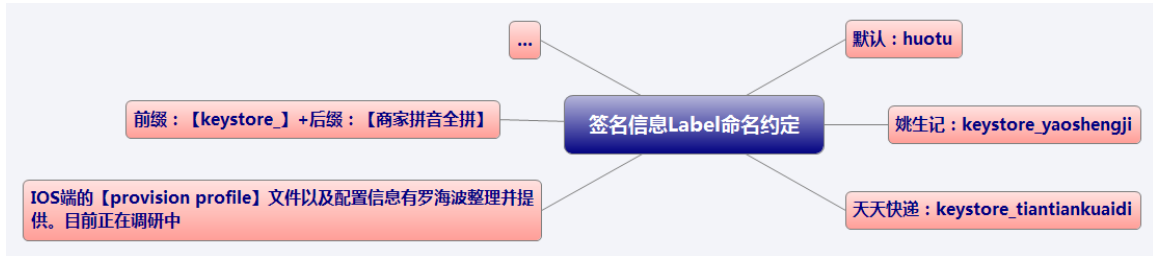 ...
默认：huotu
前缀：【keystore_】+后缀：【商家拼音全拼】
签名信息Label命名约定
姚生记：keystore_yaoshengji
IOS端的【provision profile】文件以及配置信息有罗海波整理并提
供。目前正在调研中
天天快递：keystore_tiantiankuaidi